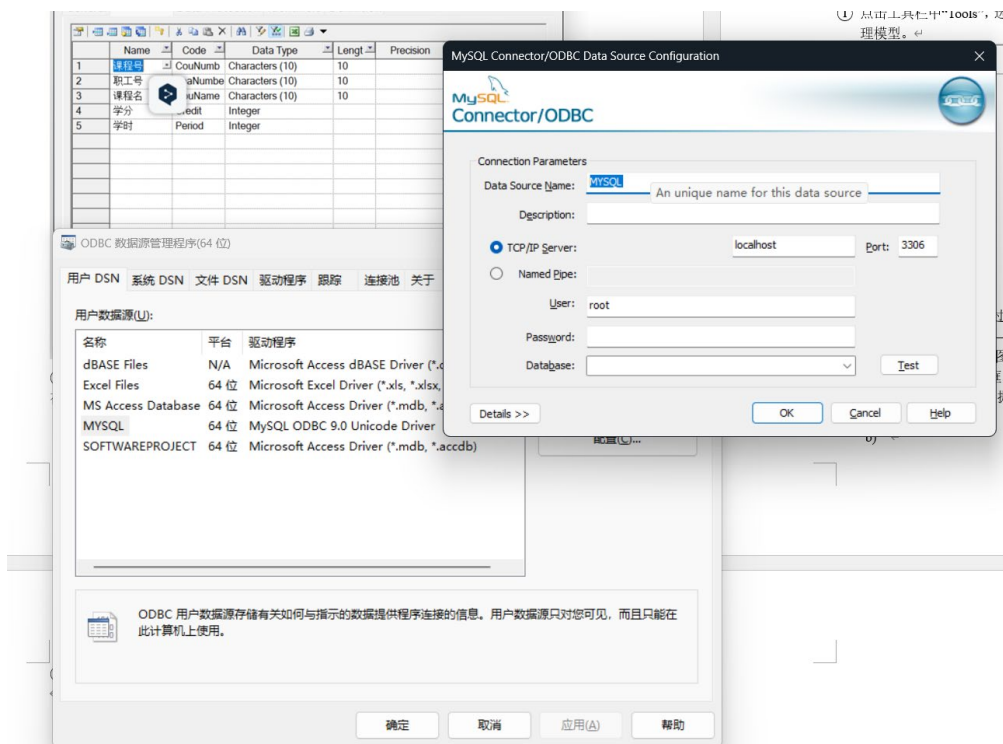 ① 点击工具栏中“Tools”，
理模型。
Name Code Data Type Lengt Precision
1 课程号 CouNumb Characters (10) 10
2 职工号 eaNumbe Characters (10) 10
3 课程名 ouName Characters (10) 10
4 学分 redit Integer
5 学时 Period Integer
MySQL Connector/ODBC Data Source Configuration
MySQL
Connector/ODBC
Connection Parameters
Data Source Name: MYSQL
An unique name for this data source
Description:
TCP/IP Server: localhost Port: 3306
Named Pipe:
User: root
Password:
Database: Test
Details >> OK Cancel Help
ODBC 数据源管理程序(64 位)
用户 DSN 系统 DSN 文件 DSN 驱动程序 跟踪 连接池 关于
用户数据源(U):
名称 平台 驱动程序
dBASE Files N/A Microsoft Access dBASE Driver (*.d
Excel Files 64 位 Microsoft Excel Driver (*.xls, *.xlsx,
MS Access Database 64 位 Microsoft Access Driver (*.mdb, *.a
MYSQL 64 位 MySQL ODBC 9.0 Unicode Driver
SOFTWAREPROJECT 64 位 Microsoft Access Driver (*.mdb, *.accdb)
配置(C)...
b)
ODBC 用户数据源存储有关如何与指示的数据提供程序连接的信息。用户数据源只对您可见，而且只能在
此计算机上使用。
确定 取消 应用(A) 帮助